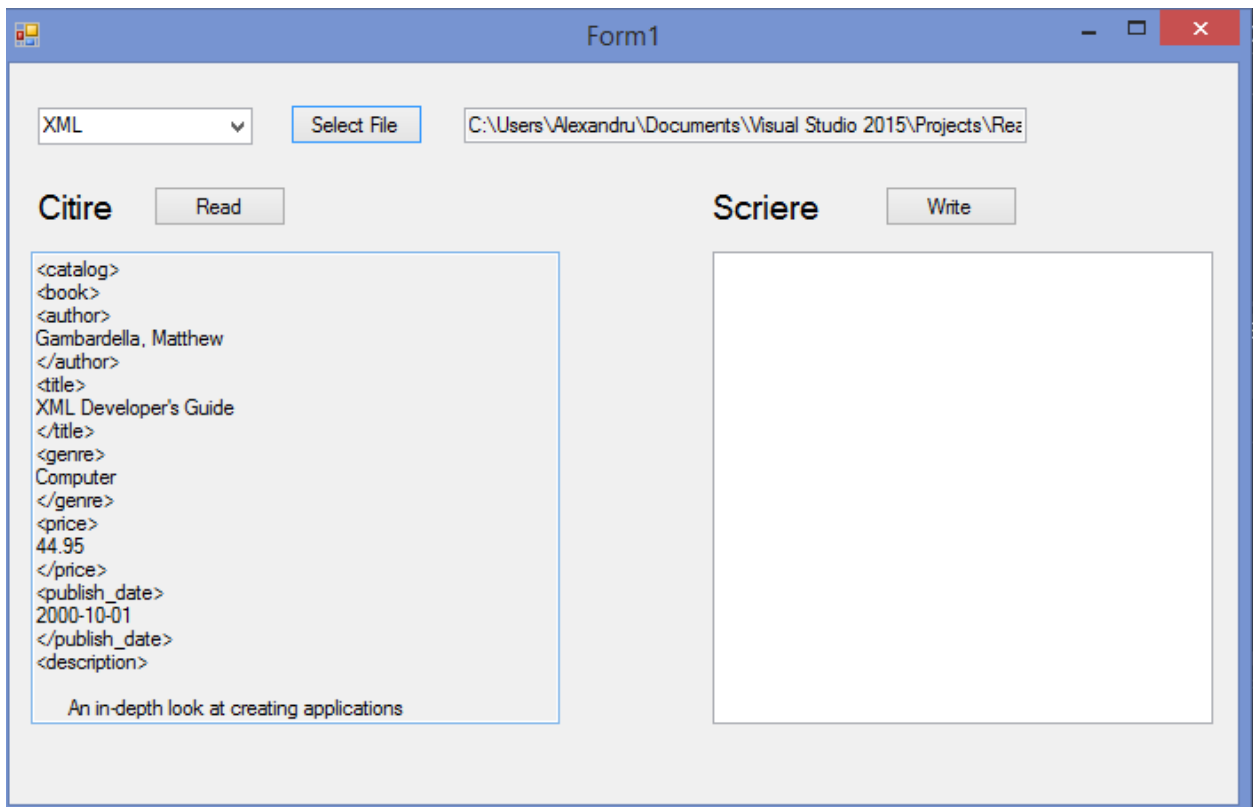 Form1
XML
Select File
C:\Users\Alexandru\Documents\Visual Studio 2015\Projects\Rea
Citire
Read
Scriere
Write
<catalog>
<book>
<author>
Gambardella, Matthew
</author>
<title>
XML Developer's Guide
</title>
<genre>
Computer
</genre>
<price>
44.95
</price>
<publish_date>
2000-10-01
</publish_date>
<description>
An in-depth look at creating applications